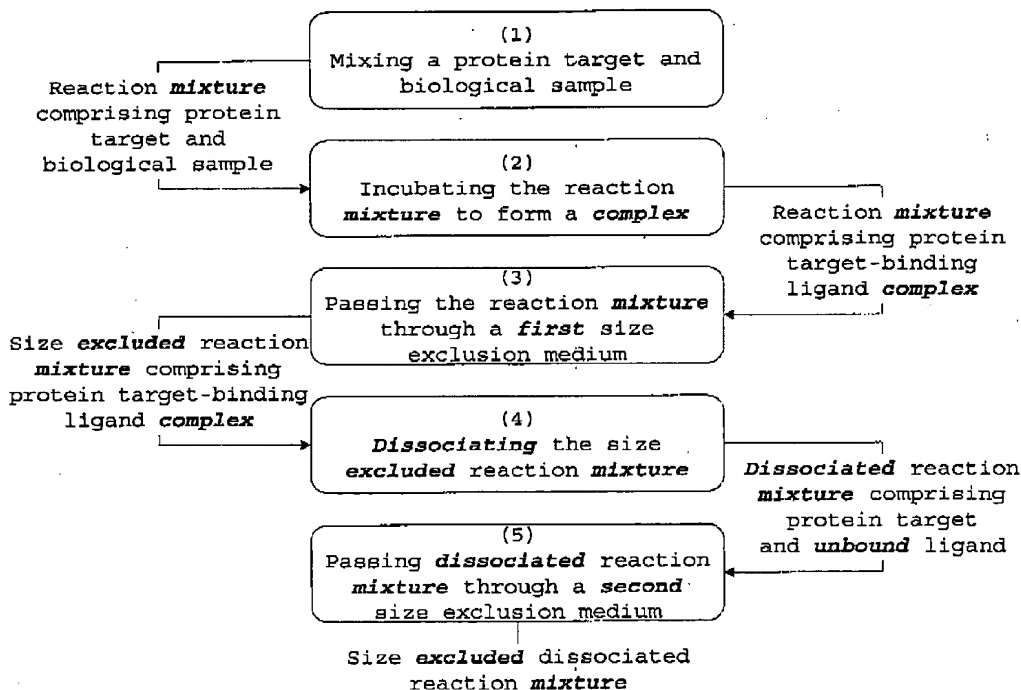 (1)
Mixing a protein target and
biological sample
Reaction mixture
comprising protein
target and
biological sample
(2)
Incubating the reaction
mixture to form a complex
Reaction mixture
comprising protein
target-binding
ligand complex
(3)
Passing the reaction mixture
through a first size
exclusion medium
Size excluded reaction
mixture comprising
protein target-binding
ligand complex
(4)
Dissociating the size
excluded reaction mixture
Dissociated reaction
mixture comprising
protein target
and unbound ligand
(5)
Passing dissociated reaction
mixture through a second
size exclusion medium
Size excluded dissociated
reaction mixture